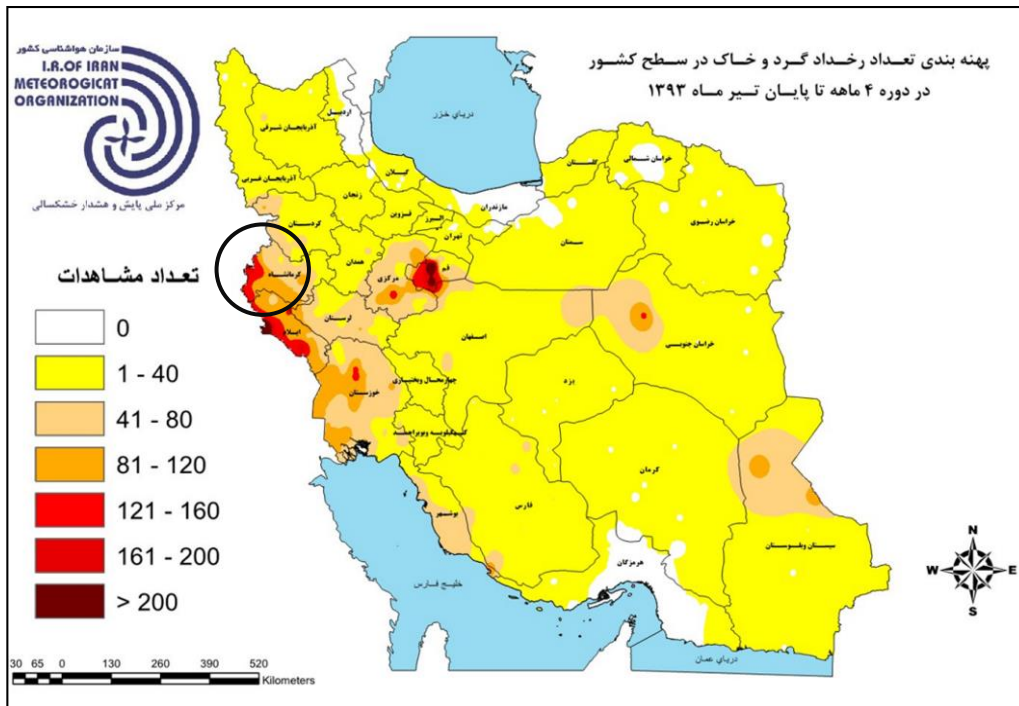 سازمان هواشناسی کشور
I.R.OF IRAN
METEOROGICAT
ORGANIZATION
مرکز ملی پایش و هشدار خشکسالی
پهنه بندی تعداد رخداد گرد و خاک در سطح کشور
در دوره ۴ ماهه تا پایان تیر ماه ۱۳۹۳
دریای خزر
اردبیل
آذربایجان شرقی
آذربایجان غربی
گیلان
زنجان
کردستان
قزوین
البرز
تهران
مازندران
گلستان
خراسان شمالی
خراسان رضوی
سمنان
همدان
کرمانشاه
مرکزی
قم
لرستان
ایلام
اصفهان
خراسان جنوبی
خوزستان
چهارمحال وبختیاری
یزد
کهگیلویه وبویراحمد
کرمان
فارس
بوشهر
سیستان وبلوچستان
هرمزگان
خلیج فارس
دریای عمان
تعداد مشاهدات
0
1 - 40
41 - 80
81 - 120
121 - 160
161 - 200
> 200
30 65 0 130 260 390 520
Kilometers
N
W E
S